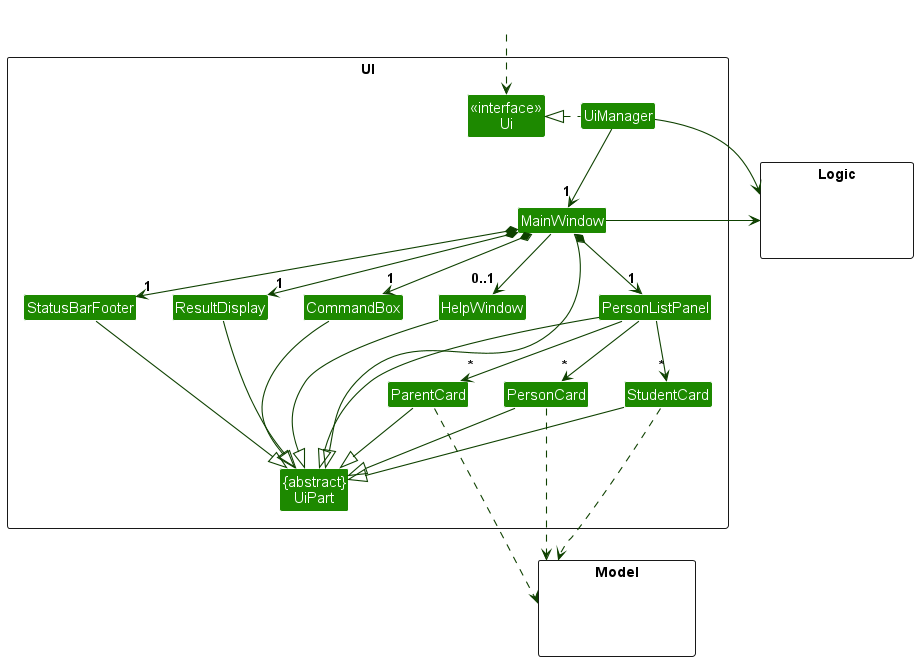 UI
«interface»
Ui
UiManager
Logic
1
MainWindow
1
1
1
0..1
1
StatusBarFooter
ResultDisplay
CommandBox
HelpWindow
PersonListPanel
*
*
*
ParentCard
PersonCard
StudentCard
{abstract}
UiPart
Model